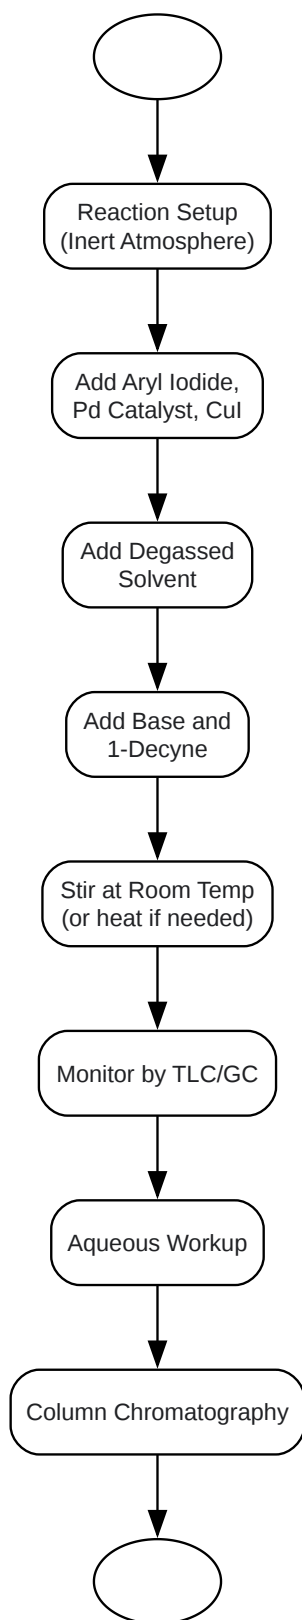 Reaction Setup
(Inert Atmosphere)
Add Aryl Iodide,
Pd Catalyst, CuI
Add Degassed
Solvent
Add Base and
1-Decyne
Stir at Room Temp
(or heat if needed)
Monitor by TLC/GC
Aqueous Workup
Column Chromatography